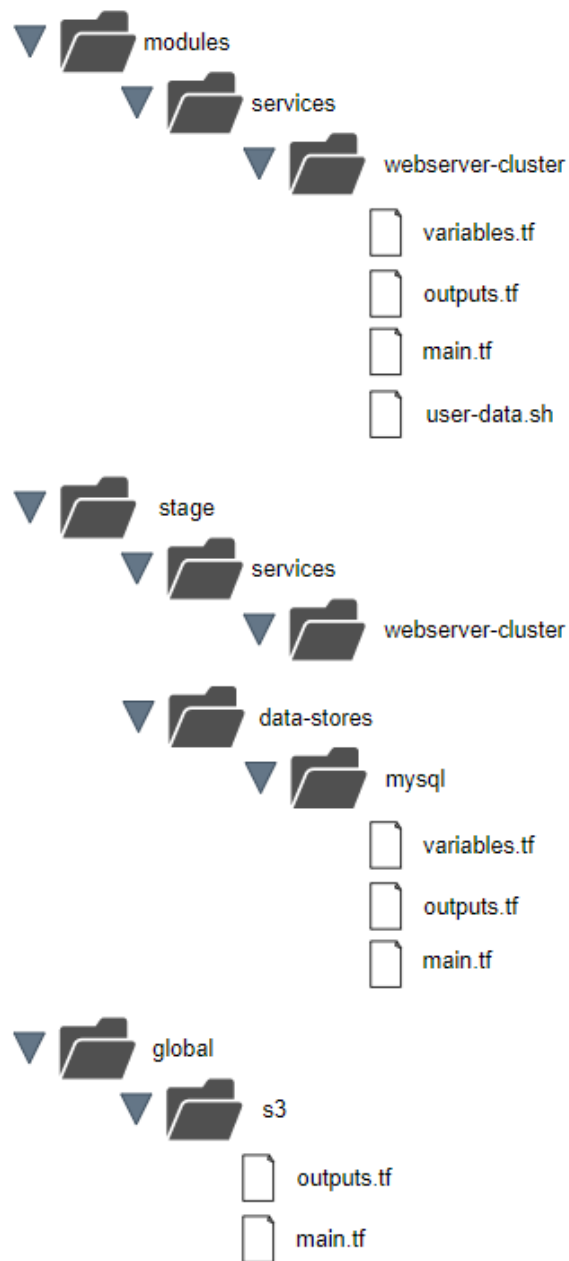 modules
services
webserver-cluster
variables.tf
outputs.tf
main.tf
user-data.sh
stage
services
webserver-cluster
data-stores
mysql
variables.tf
outputs.tf
main.tf
global
s3
outputs.tf
main.tf